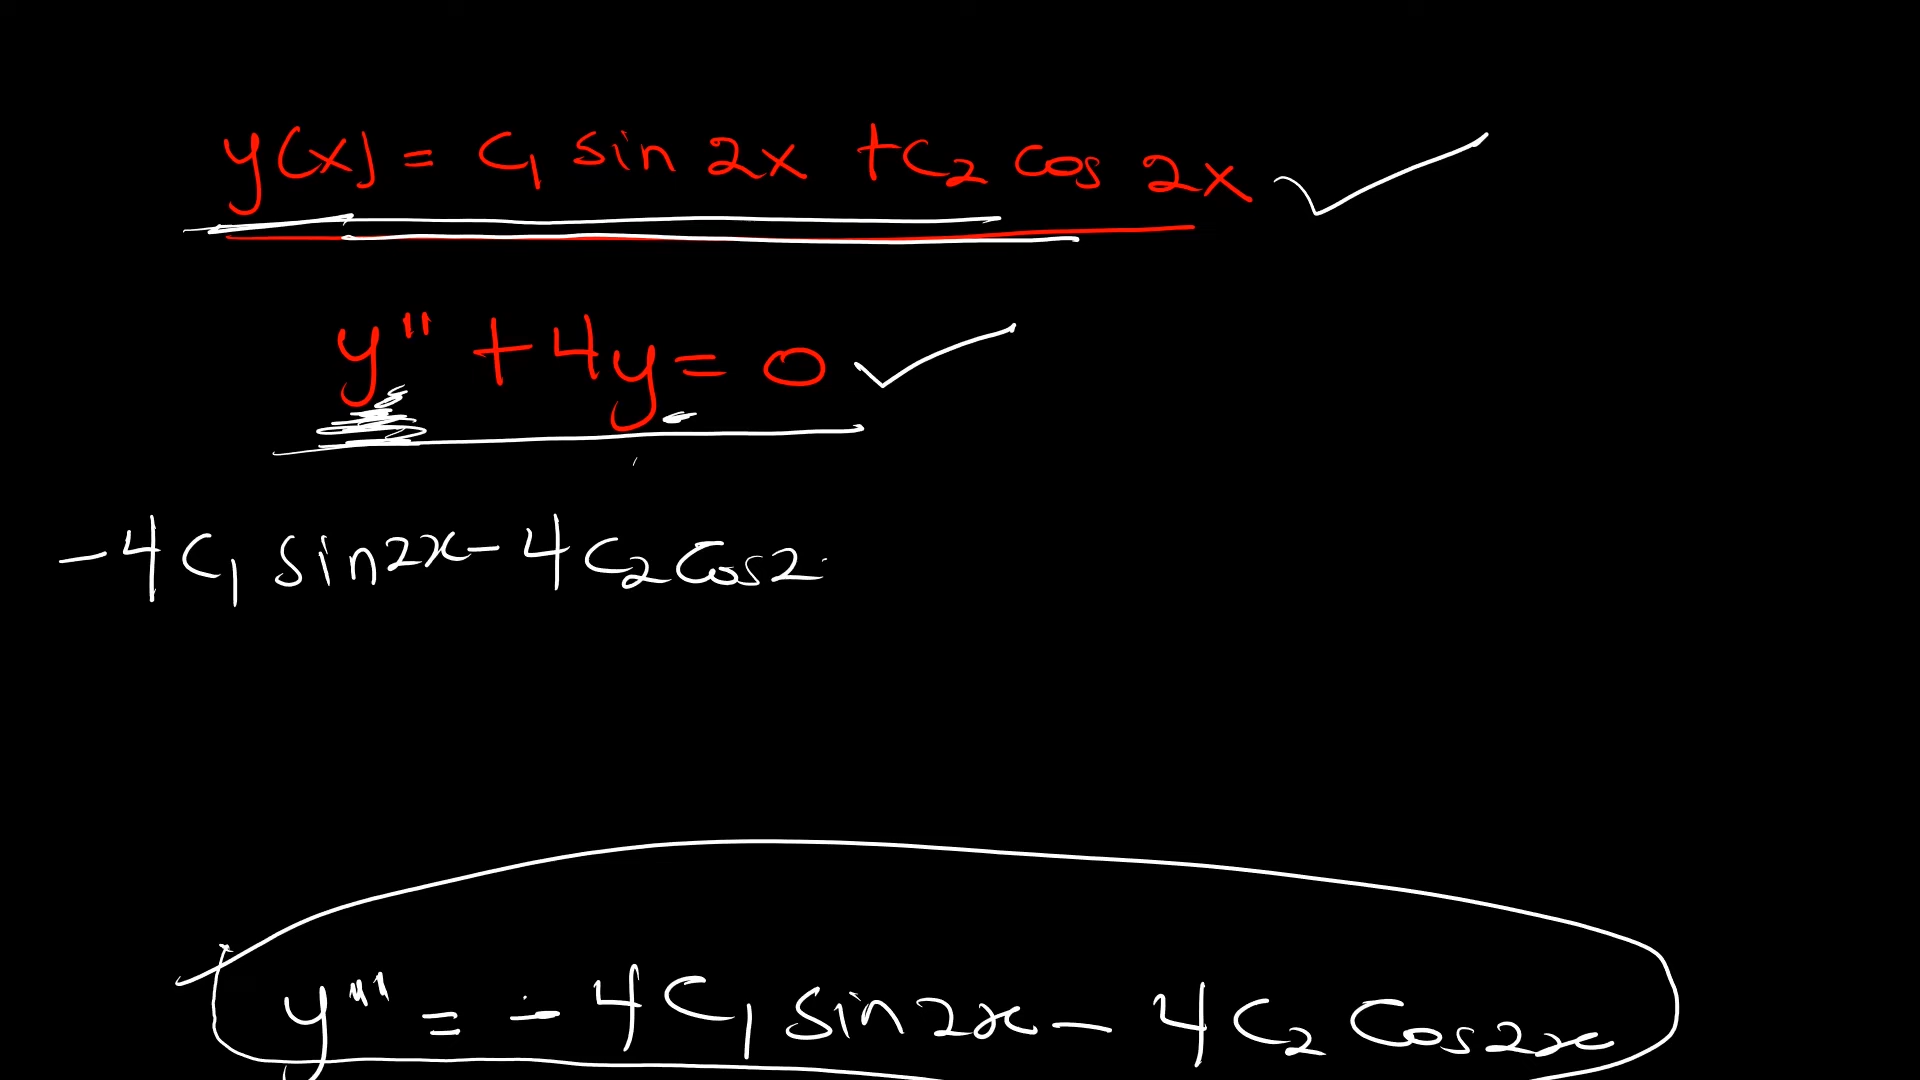 y(x) = C₁ sin 2x + C₂ cos 2x
y" + 4y = 0
-4C₁ sin2x - 4C₂ Cos2
y" = -4C₁ sin2x - 4C₂ Cos2x